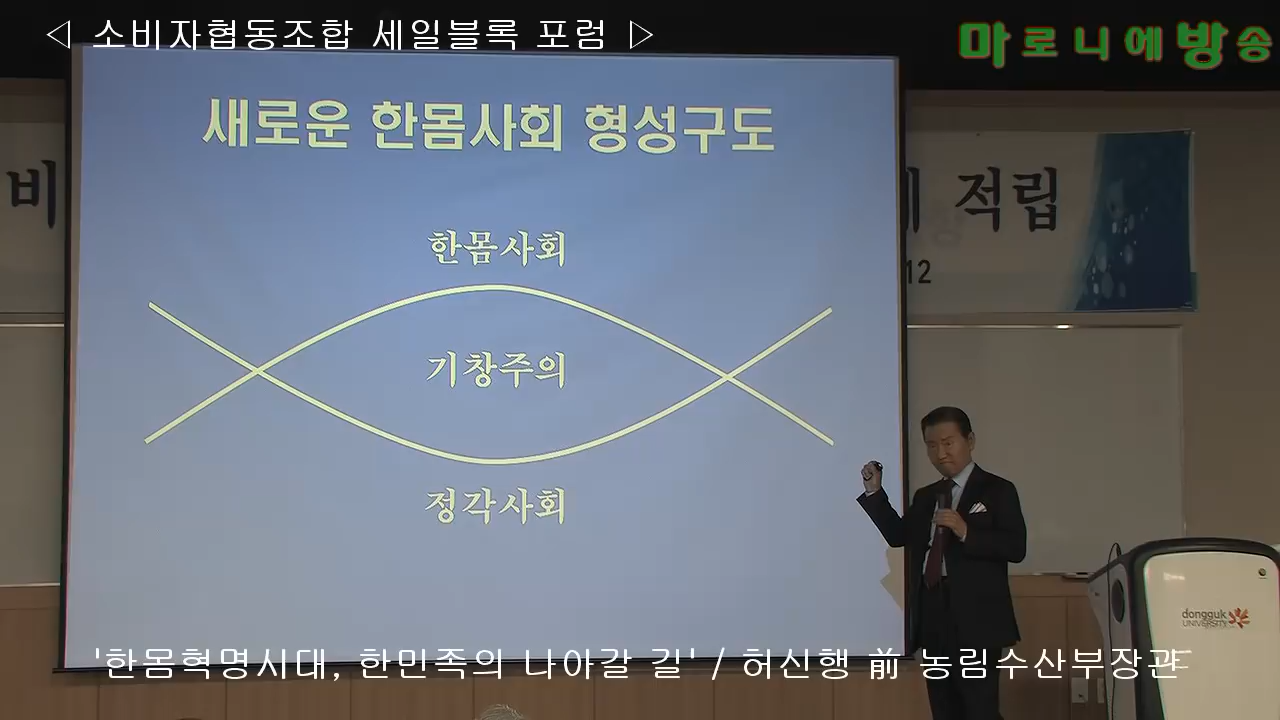 ◁ 소비자협동조합 세일블록 포럼 ▷
마로니에방송
새로운 한몸사회 형성구도
비
적립
12
한몸사회
기창주의
정각사회
dongguk
UNIVERSITY
'한몸혁명시대, 한민족의 나아갈 길' / 허신행 前 농림수산부장관